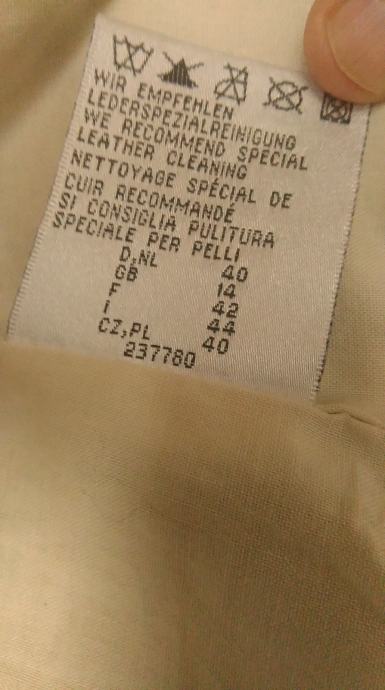 WIR EMPFEHLEN
LEDERSPEZIALREINIGUNG
WE RECOMMEND SPECIAL
LEATHER CLEANING
NETTOYAGE SPÉCIAL DE
CUIR RECOMMANDÉ
SI CONSIGLIA PULITURA
SPECIALE PER PELLI
D,NL 40
GB 14
F 42
I 44
CZ,PL 40
237780